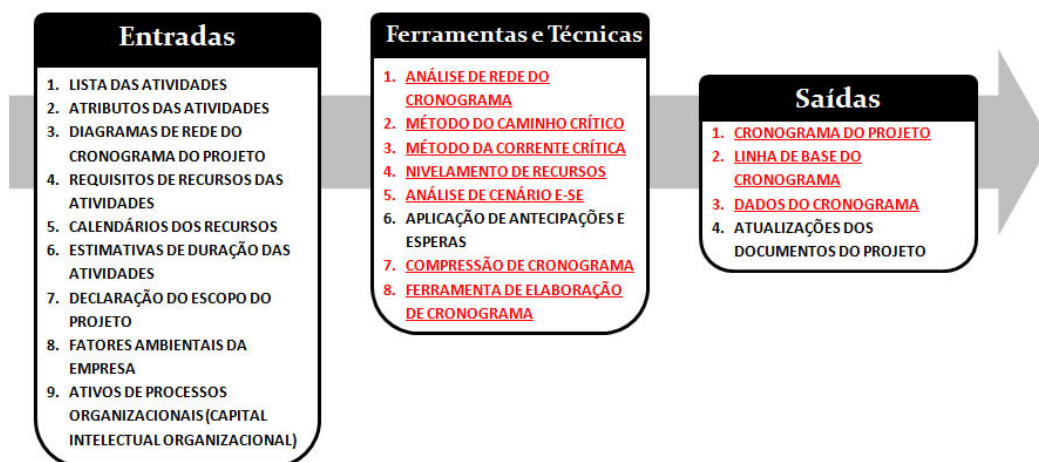 Entradas
1. LISTA DAS ATIVIDADES
2. ATRIBUTOS DAS ATIVIDADES
3. DIAGRAMAS DE REDE DO
CRONOGRAMA DO PROJETO
4. REQUISITOS DE RECURSOS DAS
ATIVIDADES
5. CALENDÁRIOS DOS RECURSOS
6. ESTIMATIVAS DE DURAÇÃO DAS
ATIVIDADES
7. DECLARAÇÃO DO ESCOPO DO
PROJETO
8. FATORES AMBIENTAIS DA
EMPRESA
9. ATIVOS DE PROCESSOS
ORGANIZACIONAIS (CAPITAL
INTELECTUAL ORGANIZACIONAL)
Ferramentas e Técnicas
1. ANÁLISE DE REDE DO
CRONOGRAMA
2. MÉTODO DO CAMINHO CRÍTICO
3. MÉTODO DA CORRENTE CRÍTICA
4. NIVELAMENTO DE RECURSOS
5. ANÁLISE DE CENÁRIO E-SE
6. APLICAÇÃO DE ANTECIPAÇÕES E
ESPERAS
7. COMPRESSÃO DE CRONOGRAMA
8. FERRAMENTA DE ELABORAÇÃO
DE CRONOGRAMA
Saídas
1. CRONOGRAMA DO PROJETO
2. LINHA DE BASE DO
CRONOGRAMA
3. DADOS DO CRONOGRAMA
4. ATUALIZAÇÕES DOS
DOCUMENTOS DO PROJETO